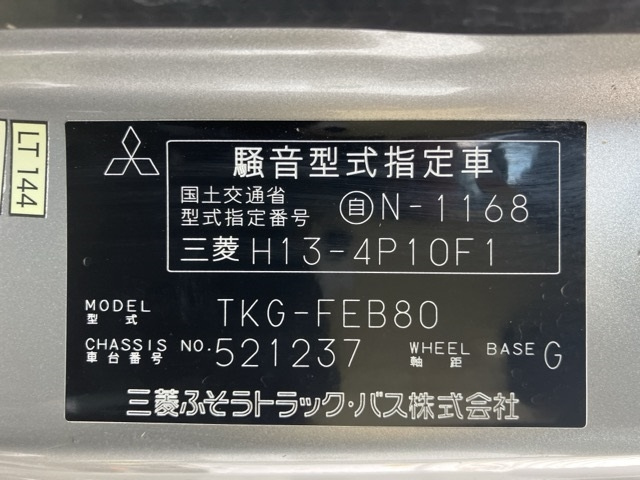 LT 144
騒音型式指定車
国土交通省
型式指定番号 自 N-1168
三菱 H13-4P10F1
MODEL
型式 TKG-FEB80
CHASSIS NO. 521237 WHEEL BASE G
車台番号 軸距
三菱ふそうトラック・バス株式会社